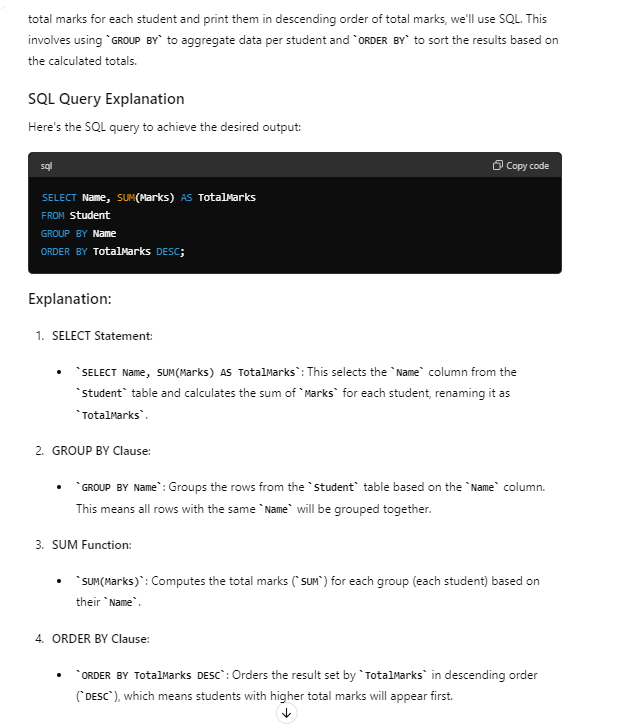 total marks for each student and print them in descending order of total marks, we'll use SQL. This
involves using `GROUP BY` to aggregate data per student and `ORDER BY` to sort the results based on
the calculated totals.
SQL Query Explanation
Here's the SQL query to achieve the desired output:
sql
Copy code
SELECT Name, SUM(Marks) AS TotalMarks
FROM Student
GROUP BY Name
ORDER BY TotalMarks DESC;
Explanation:
1. SELECT Statement:
• `SELECT Name, SUM(Marks) AS TotalMarks`: This selects the `Name` column from the
`Student` table and calculates the sum of `Marks` for each student, renaming it as
`TotalMarks`.
2. GROUP BY Clause:
• `GROUP BY Name`: Groups the rows from the `Student` table based on the `Name` column.
This means all rows with the same `Name` will be grouped together.
3. SUM Function:
• `SUM(Marks)`: Computes the total marks (`SUM`) for each group (each student) based on
their `Name`.
4. ORDER BY Clause:
• `ORDER BY TotalMarks DESC`: Orders the result set by `TotalMarks` in descending order
(`DESC`), which means students with higher total marks will appear first.